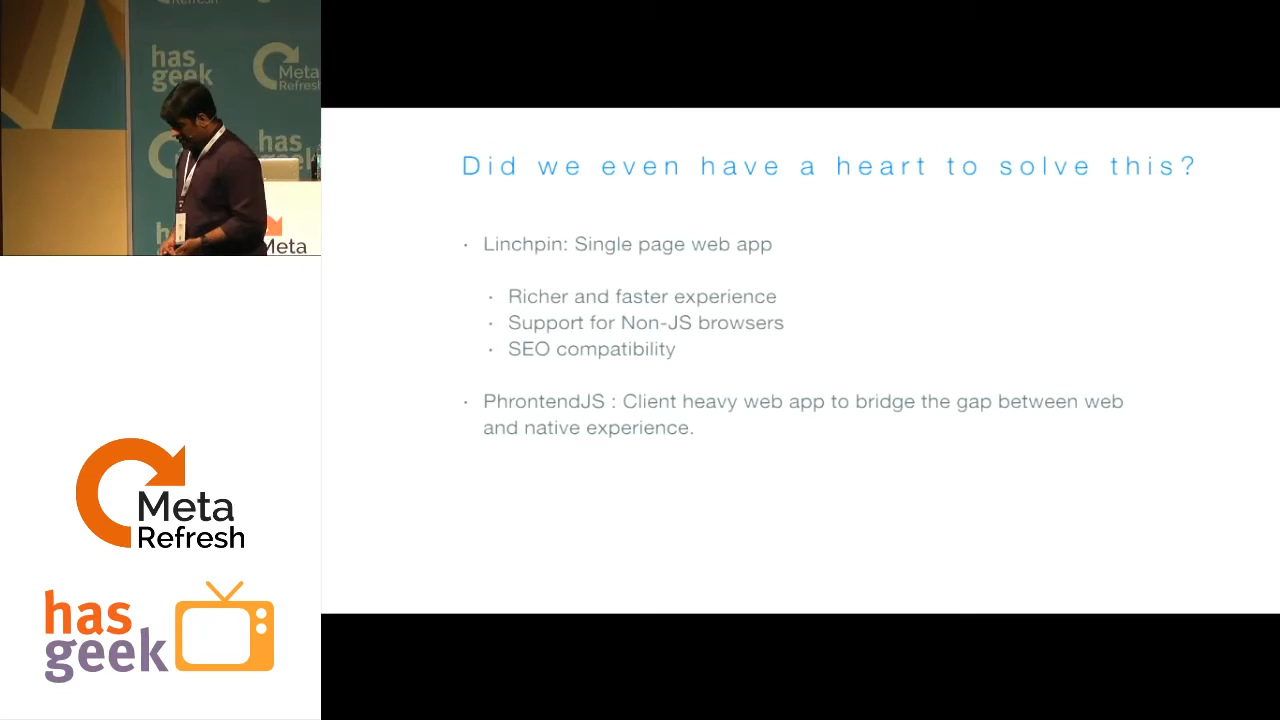 Refresh
has
geek
Meta
Refresh
has
Meta
Meta
Refresh
has
geek
Did we even have a heart to solve this?
· Linchpin: Single page web app
· Richer and faster experience
· Support for Non-JS browsers
· SEO compatibility
· PhrontendJS : Client heavy web app to bridge the gap between web
and native experience.